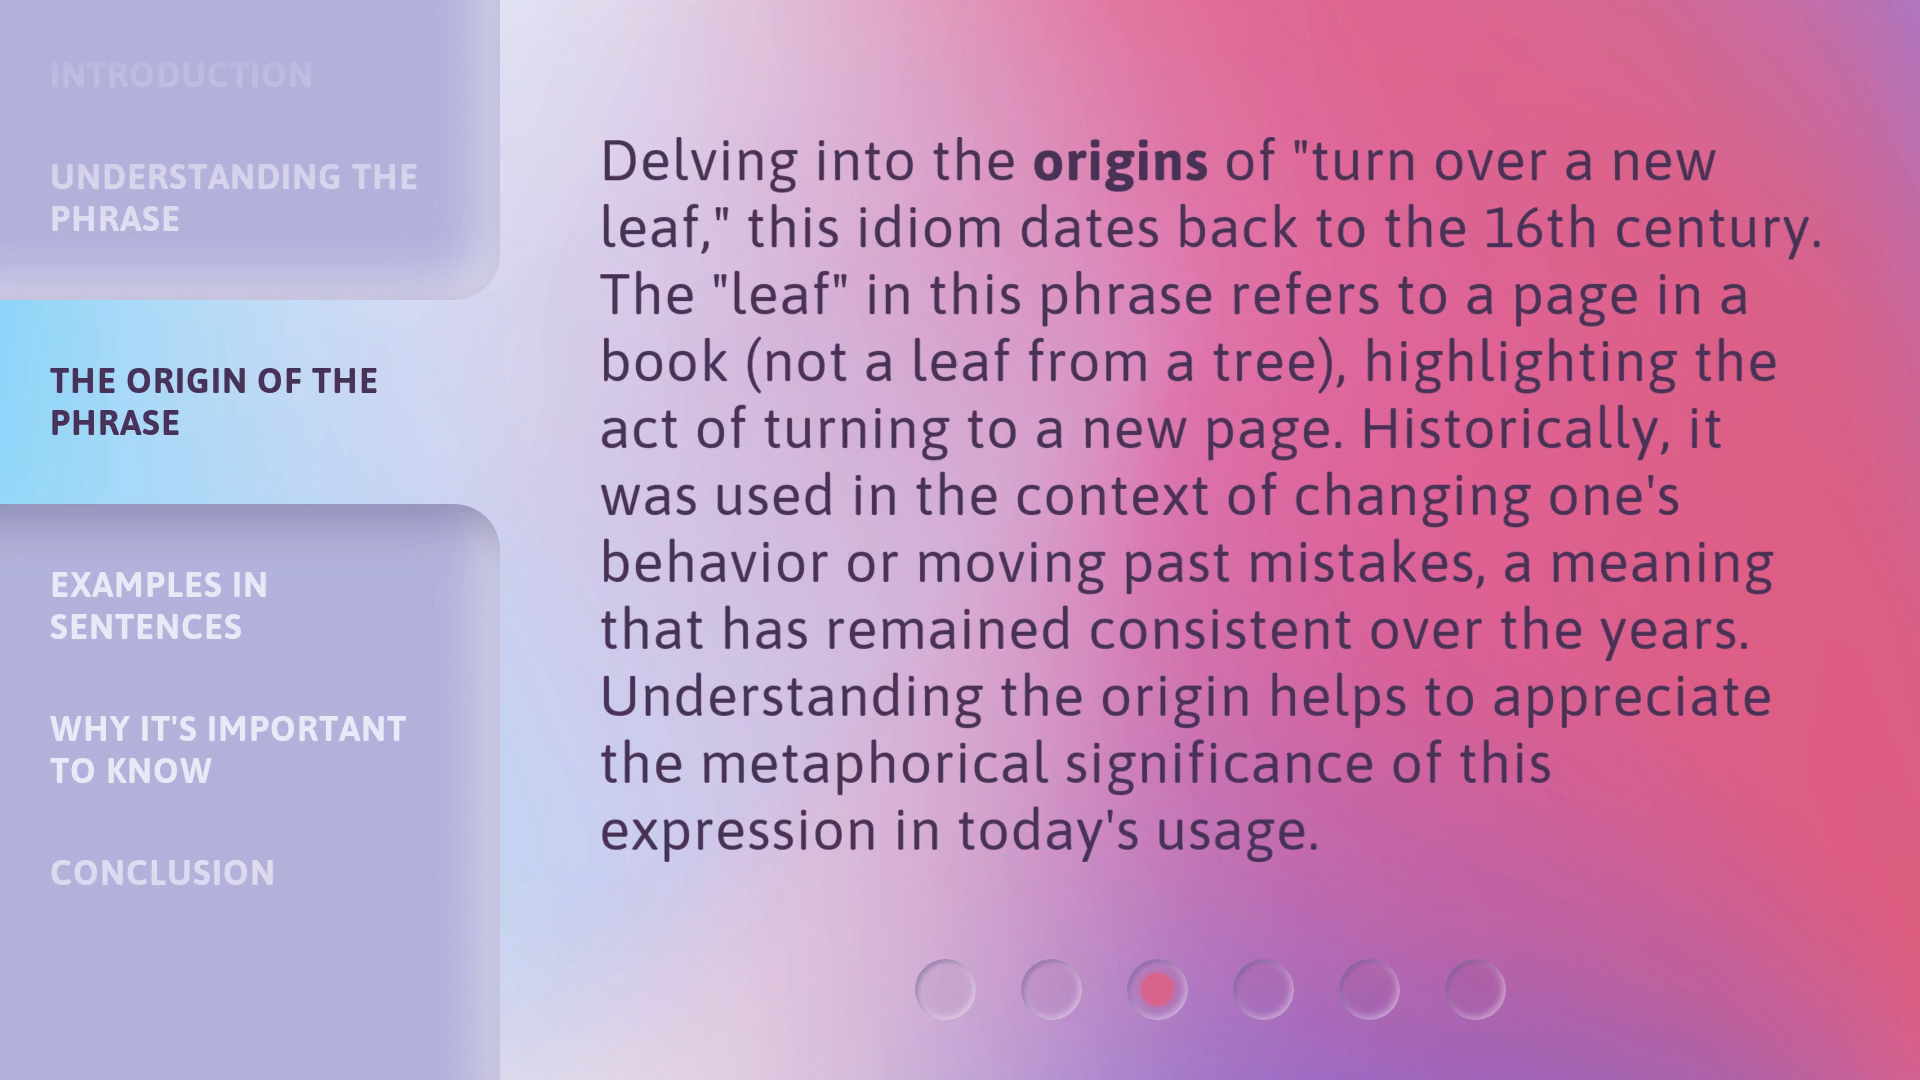 INTRODUCTION
UNDERSTANDING THE
PHRASE
THE ORIGIN OF THE
PHRASE
EXAMPLES IN
SENTENCES
WHY IT'S IMPORTANT
TO KNOW
CONCLUSION
Delving into the origins of "turn over a new
leaf," this idiom dates back to the 16th century.
The "leaf" in this phrase refers to a page in a
book (not a leaf from a tree), highlighting the
act of turning to a new page. Historically, it
was used in the context of changing one's
behavior or moving past mistakes, a meaning
that has remained consistent over the years.
Understanding the origin helps to appreciate
the metaphorical significance of this
expression in today's usage.